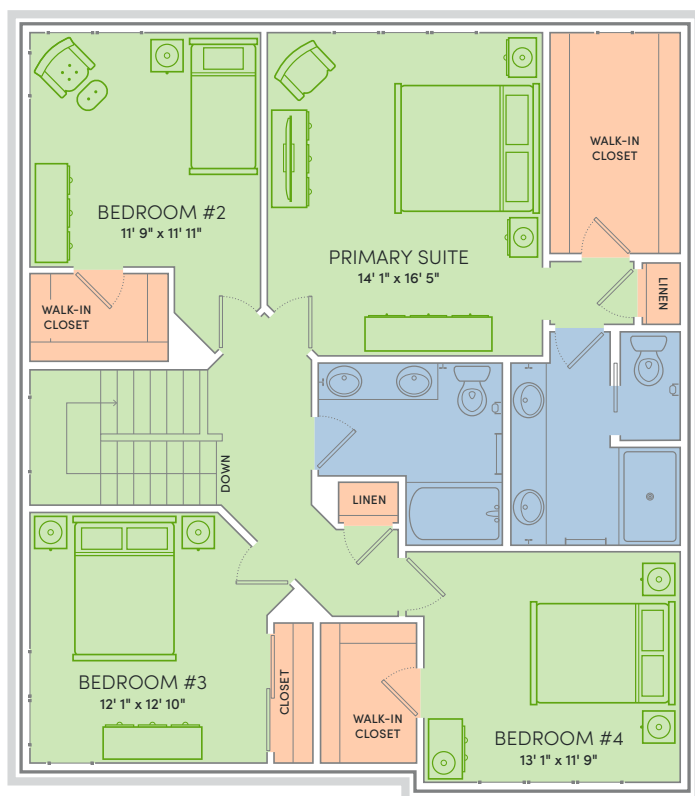 WALK-IN
CLOSET
BEDROOM #2
11' 9" x 11' 11"
PRIMARY SUITE
14' 1" x 16' 5"
LINEN
WALK-IN
CLOSET
DOWN
LINEN
BEDROOM #3
12' 1" x 12' 10"
CLOSET
WALK-IN
CLOSET
BEDROOM #4
13' 1" x 11' 9"